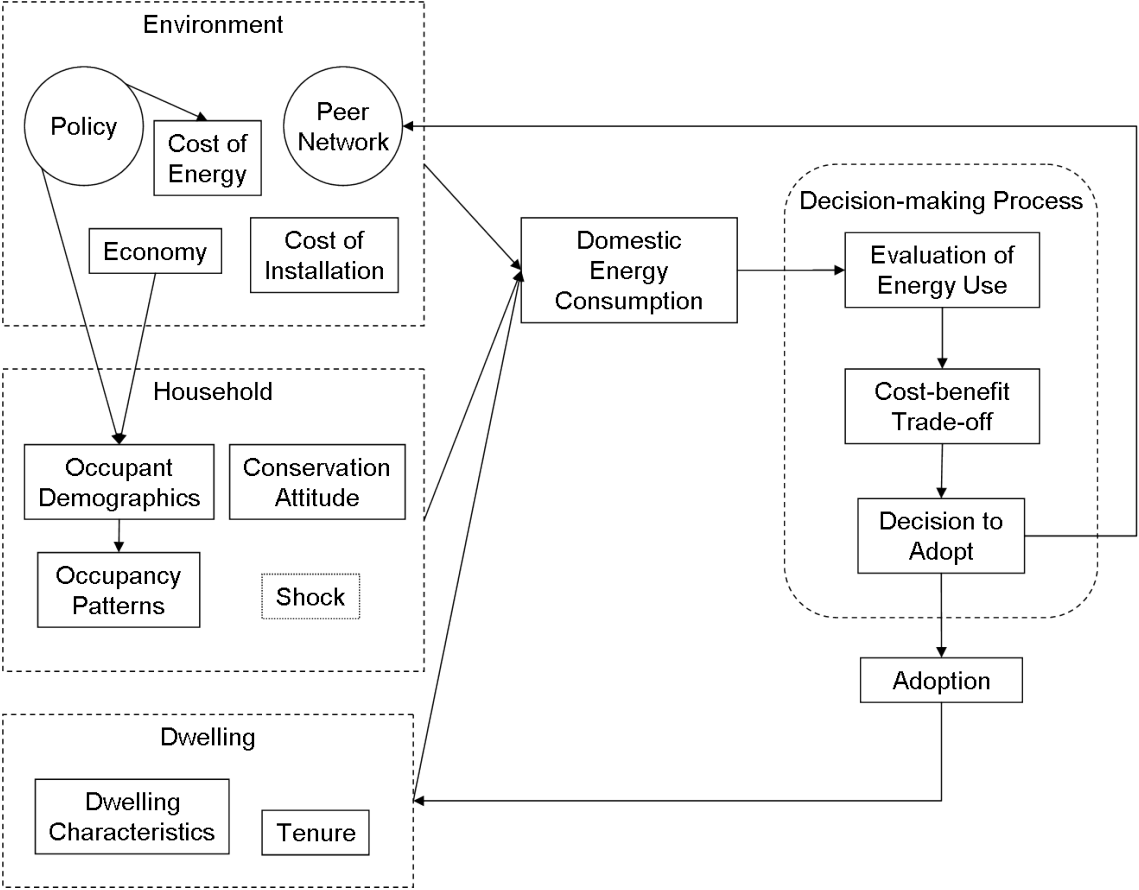 Environment
Policy
Cost of
Energy
Peer
Network
Economy
Cost of
Installation
Household
Occupant
Demographics
Conservation
Attitude
Occupancy
Patterns
Shock
Dwelling
Dwelling
Characteristics
Tenure
Domestic
Energy
Consumption
Decision-making Process
Evaluation of
Energy Use
Cost-benefit
Trade-off
Decision to
Adopt
Adoption